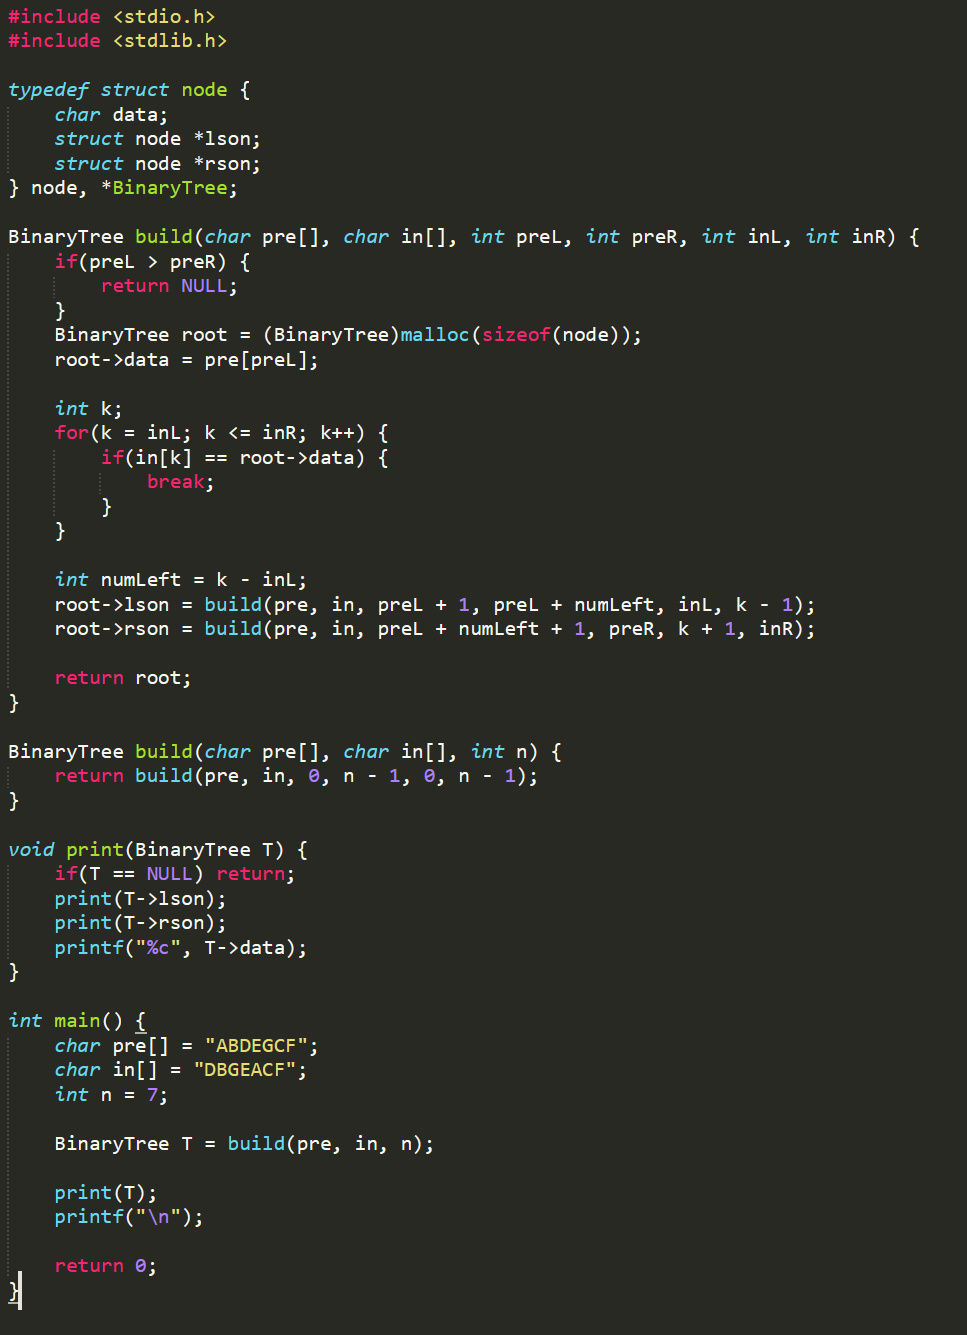 #include <stdio.h>
#include <stdlib.h>

typedef struct node {
    char data;
    struct node *lson;
    struct node *rson;
} node, *BinaryTree;

BinaryTree build(char pre[], char in[], int preL, int preR, int inL, int inR) {
    if(preL > preR) {
        return NULL;
    }
    BinaryTree root = (BinaryTree)malloc(sizeof(node));
    root->data = pre[preL];

    int k;
    for(k = inL; k <= inR; k++) {
        if(in[k] == root->data) {
            break;
        }
    }

    int numLeft = k - inL;
    root->lson = build(pre, in, preL + 1, preL + numLeft, inL, k - 1);
    root->rson = build(pre, in, preL + numLeft + 1, preR, k + 1, inR);

    return root;
}

BinaryTree build(char pre[], char in[], int n) {
    return build(pre, in, 0, n - 1, 0, n - 1);
}

void print(BinaryTree T) {
    if(T == NULL) return;
    print(T->lson);
    print(T->rson);
    printf("%c", T->data);
}

int main() {
    char pre[] = "ABDEGCF";
    char in[] = "DBGEACF";
    int n = 7;

    BinaryTree T = build(pre, in, n);

    print(T);
    printf("\n");

    return 0;
}